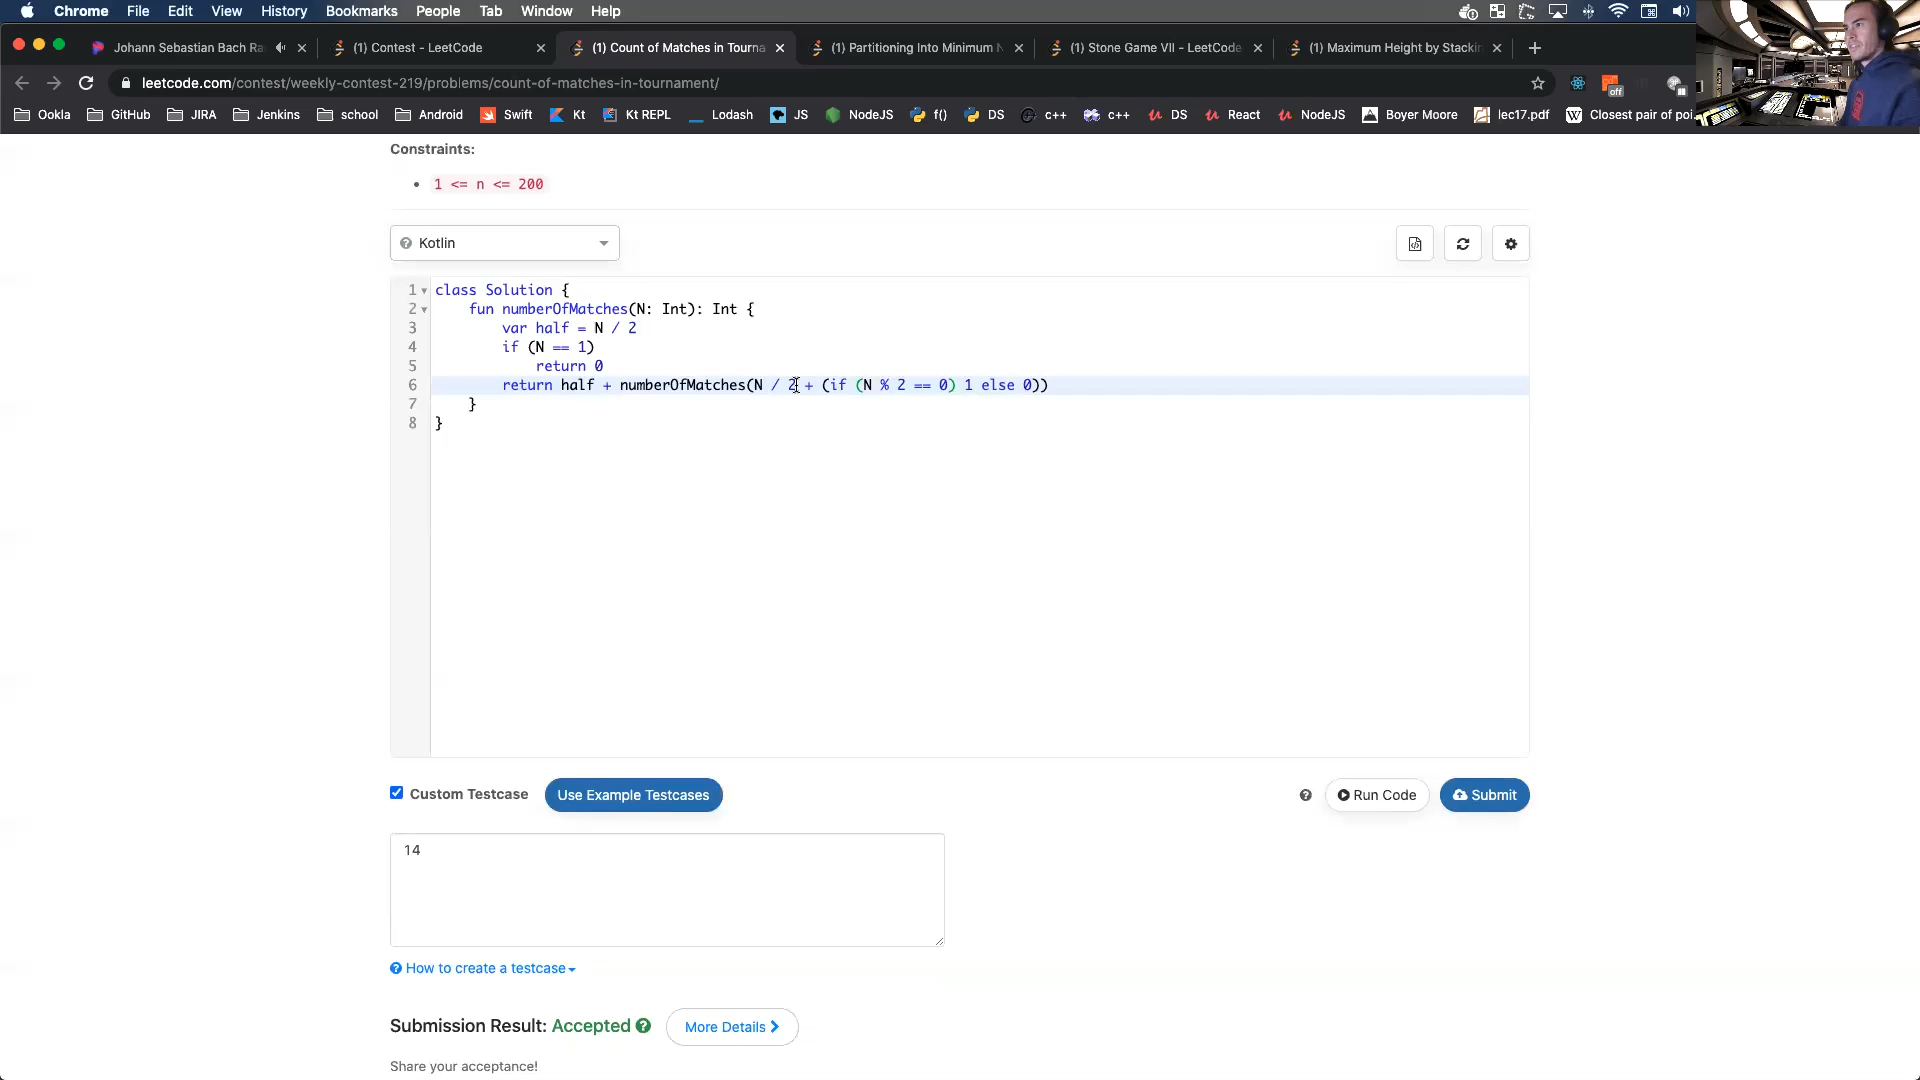 Chrome File Edit View History Bookmarks People Tab Window Help
Johann Sebastian Bach Ra
(1) Contest - LeetCode
(1) Count of Matches in Tourna
(1) Partitioning Into Minimum N
(1) Stone Game VII - LeetCode
(1) Maximum Height by Stackin
leetcode.com/contest/weekly-contest-219/problems/count-of-matches-in-tournament/
off
Ookla GitHub JIRA Jenkins school Android Swift Kt Kt REPL Lodash JS NodeJS f() DS c++ c++ DS React NodeJS Boyer Moore lec17.pdf Closest pair of poi
Constraints:
1 <= n <= 200
Kotlin
1 class Solution {
2 fun numberOfMatches(N: Int): Int {
3 var half = N / 2
4 if (N == 1)
5 return 0
6 return half + numberOfMatches(N / 2 + (if (N % 2 == 0) 1 else 0))
7 }
8 }
Custom Testcase
Use Example Testcases
Run Code
Submit
14
How to create a testcase
Submission Result: Accepted
More Details
Share your acceptance!